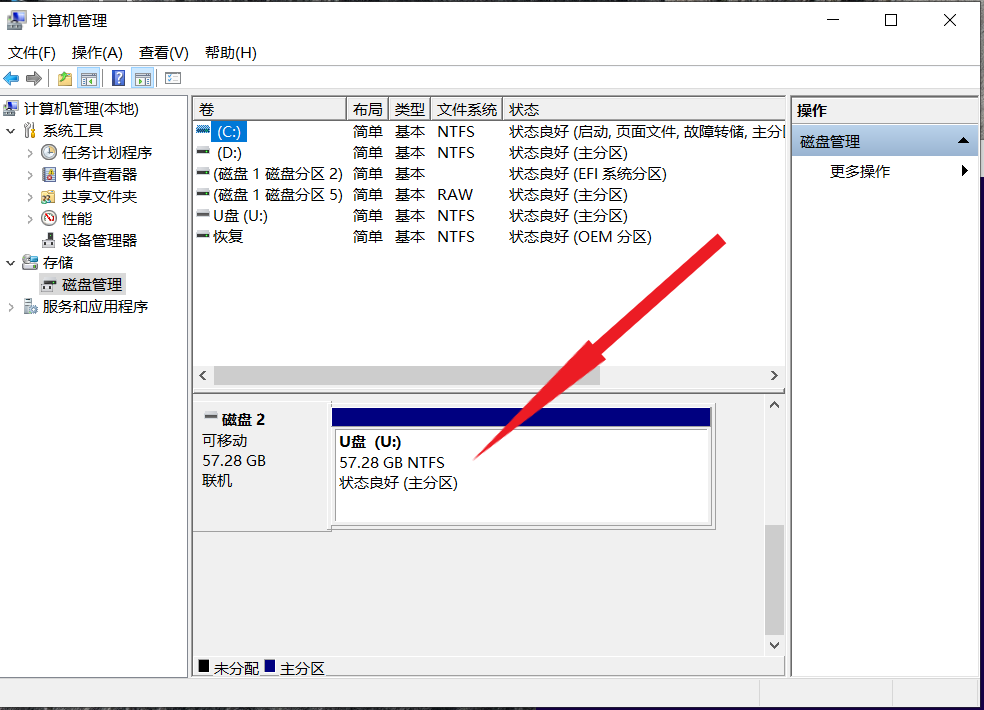 计算机管理
文件(F) 操作(A) 查看(V) 帮助(H)
计算机管理(本地)
系统工具
任务计划程序
事件查看器
共享文件夹
性能
设备管理器
存储
磁盘管理
服务和应用程序
卷 布局 类型 文件系统 状态
(C:) 简单 基本 NTFS 状态良好 (启动, 页面文件, 故障转储, 主分
(D:) 简单 基本 NTFS 状态良好 (主分区)
(磁盘 1 磁盘分区 2) 简单 基本 状态良好 (EFI 系统分区)
(磁盘 1 磁盘分区 5) 简单 基本 RAW 状态良好 (主分区)
U盘 (U:) 简单 基本 NTFS 状态良好 (主分区)
恢复 简单 基本 NTFS 状态良好 (OEM 分区)
磁盘 2
可移动
57.28 GB
联机
U盘 (U:)
57.28 GB NTFS
状态良好 (主分区)
未分配 主分区
操作
磁盘管理
更多操作